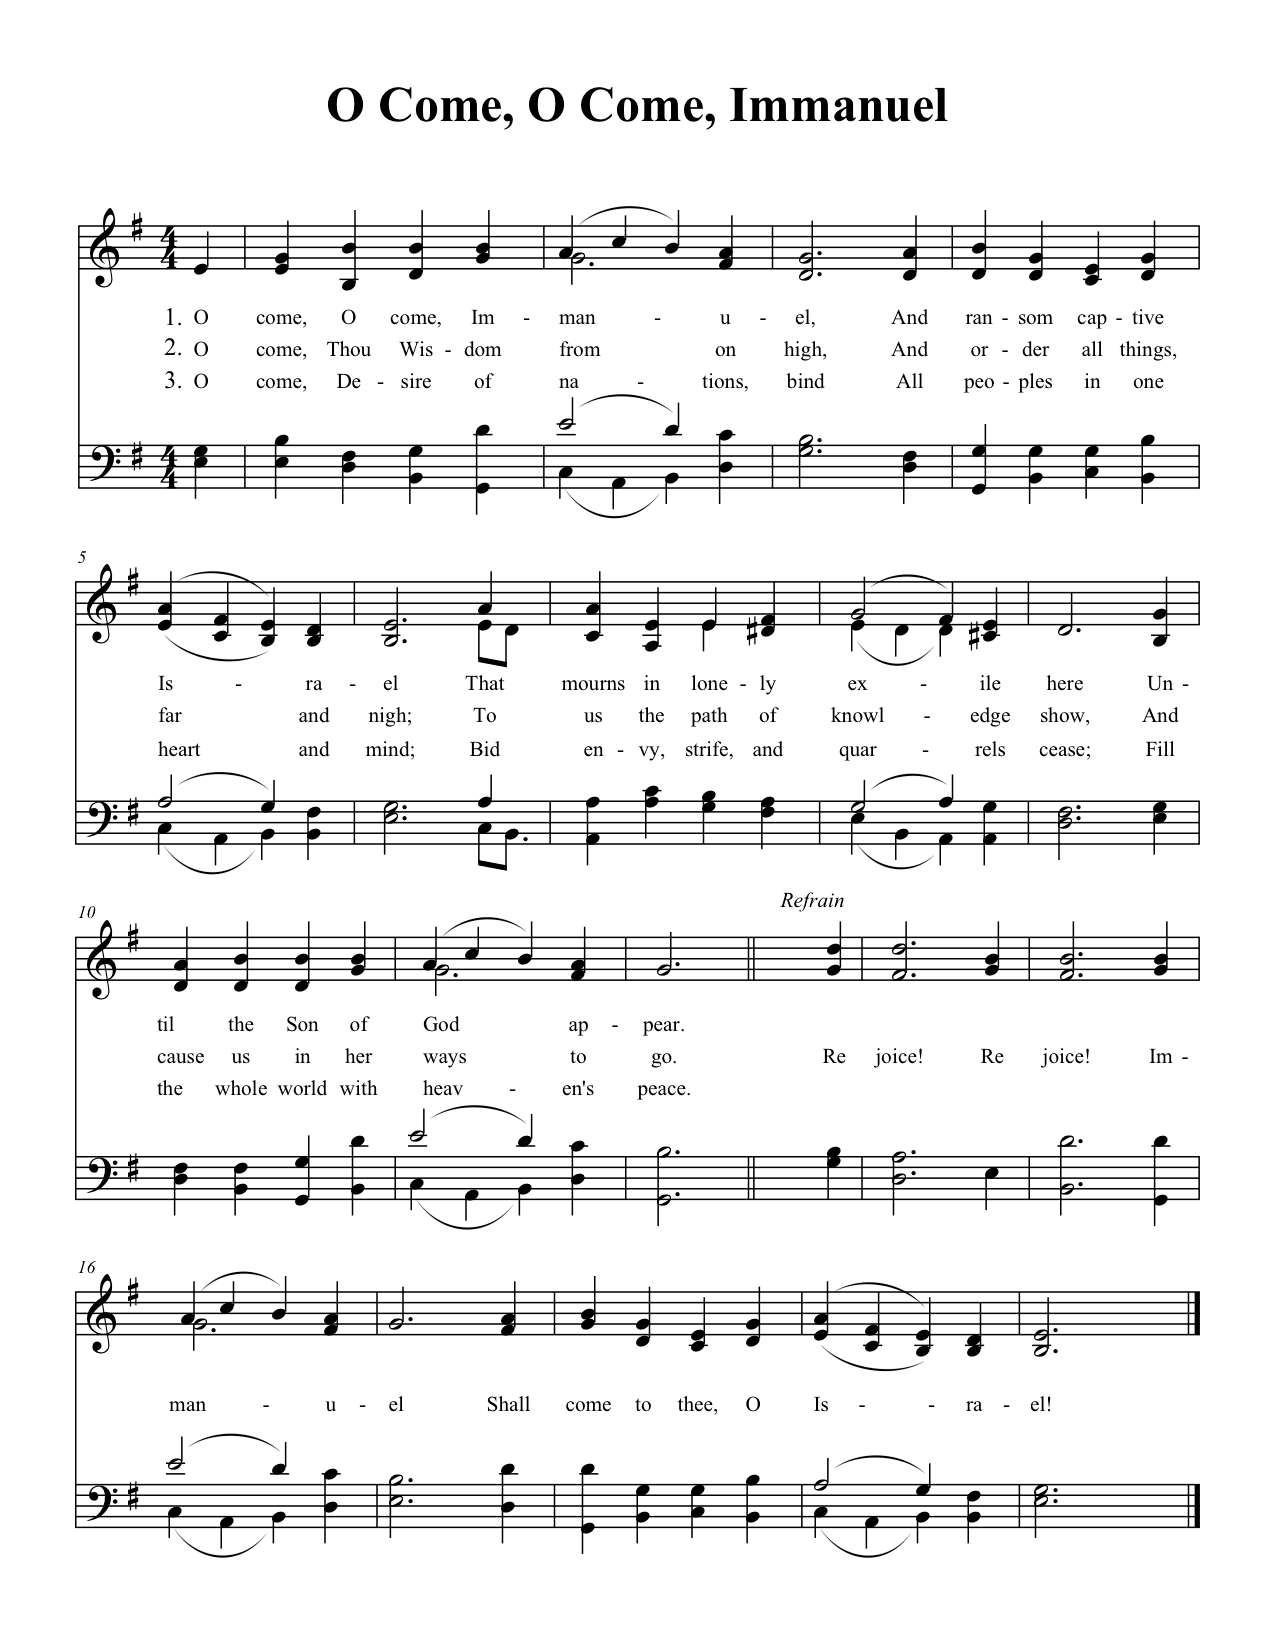 O Come, O Come, Immanuel
4 4
1. O come, O come, Im - man - u - el, And ran - som cap - tive
2. O come, Thou Wis - dom from on high, And or - der all things,
3. O come, De - sire of na - tions, bind All peo - ples in one
4 4
5
Is - ra - el That mourns in lone - ly ex - ile here Un -
far and nigh; To us the path of knowl - edge show, And
heart and mind; Bid en - vy, strife, and quar - rels cease; Fill
10
Refrain
til the Son of God ap - pear.
cause us in her ways to go. Re joice! Re joice! Im -
the whole world with heav - en's peace.
16
man - u - el Shall come to thee, O Is - - ra - el!